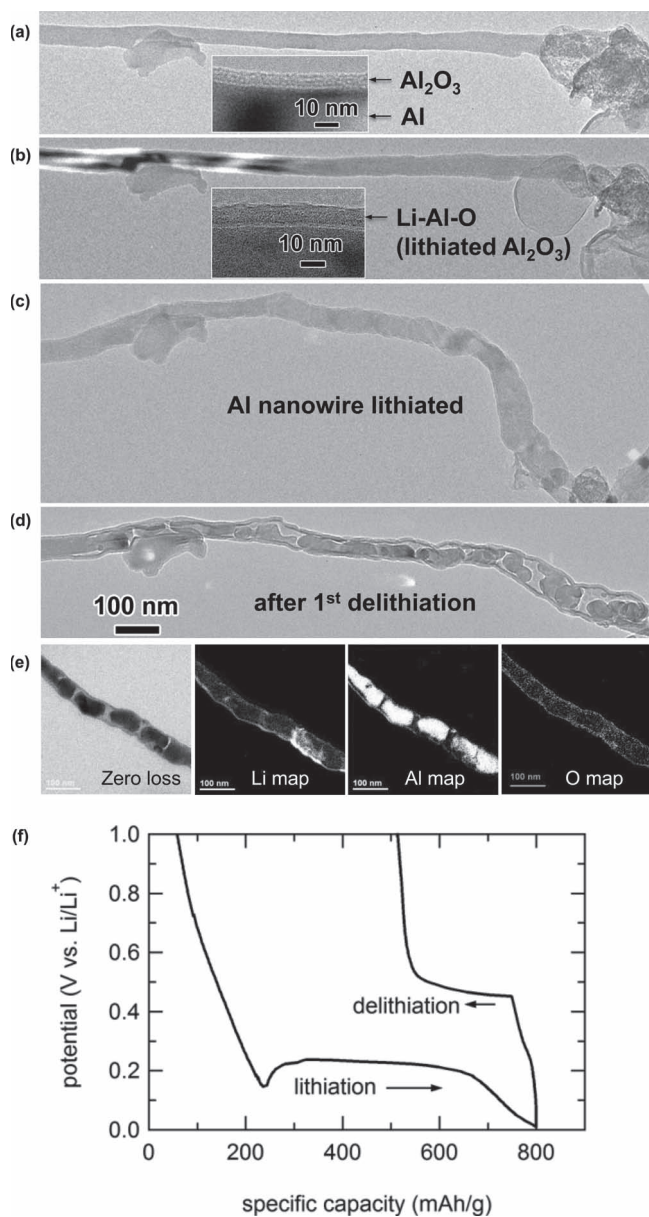 (a)
Al2O3
Al
10 nm
(b)
Li-Al-O
(lithiated Al2O3)
10 nm
(c)
Al nanowire lithiated
(d)
100 nm
after 1st delithiation
(e)
100 nm
Zero loss
100 nm
Li map
100 nm
Al map
100 nm
O map
(f)
1.0
0.8
0.6
0.4
0.2
0.0
potential (V vs. Li/Li+)
delithiation
lithiation
0
200
400
600
800
specific capacity (mAh/g)